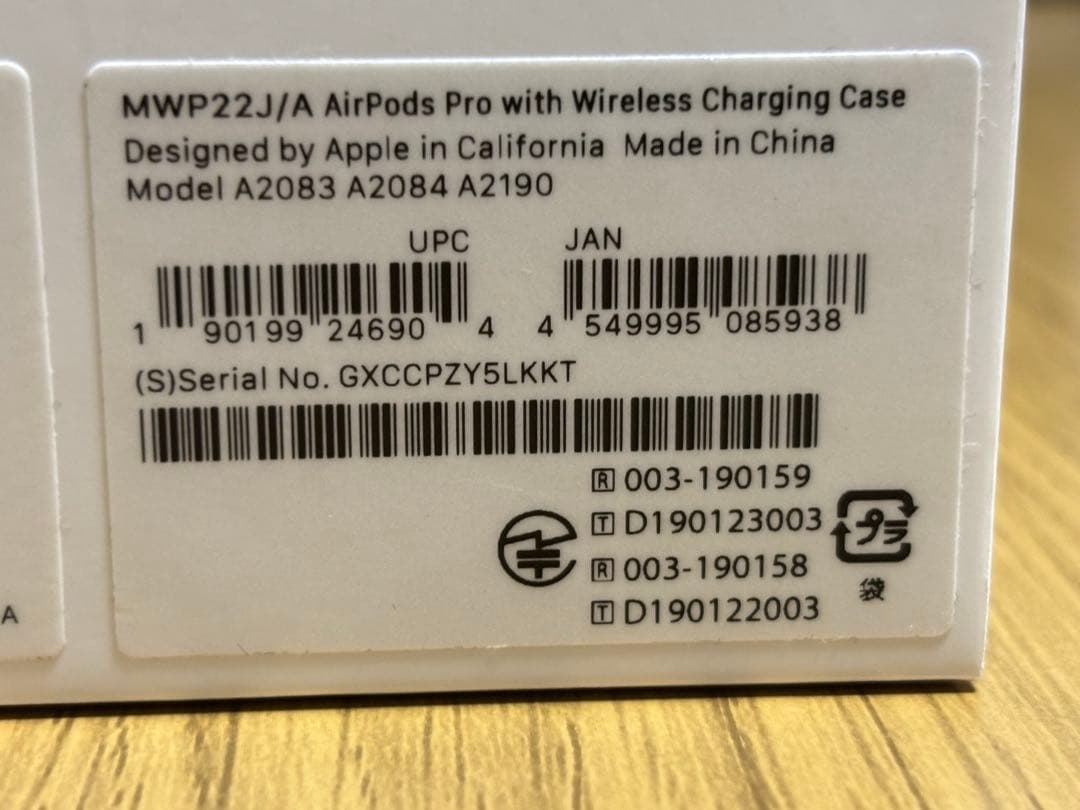 MWP22J/A AirPods Pro with Wireless Charging Case
Designed by Apple in California  Made in China
Model A2083 A2084 A2190
UPC JAN
1 90199 24690 4 4 549995 085938
(S)Serial No. GXCCPZY5LKKT
R 003-190159
T D190123003
R 003-190158
T D190122003
プラ
袋
A